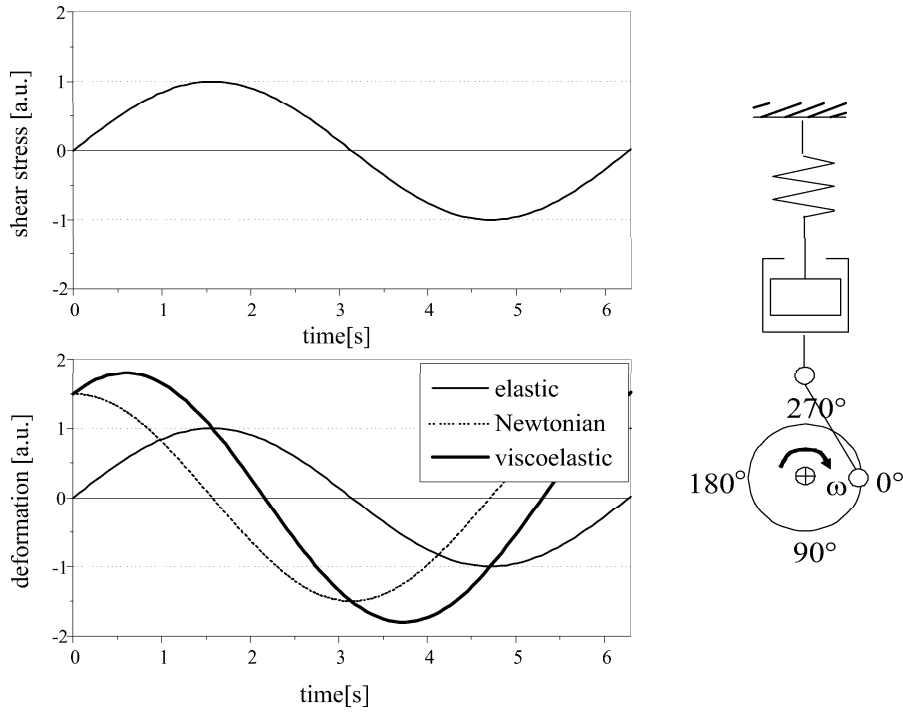 2
1
0
-1
-2
shear stress [a.u.]
0 1 2 3 4 5 6
time[s]
2
1
0
-1
-2
deformation [a.u.]
elastic
Newtonian
viscoelastic
0 1 2 3 4 5 6
time[s]
270°
180°
ω
0°
90°